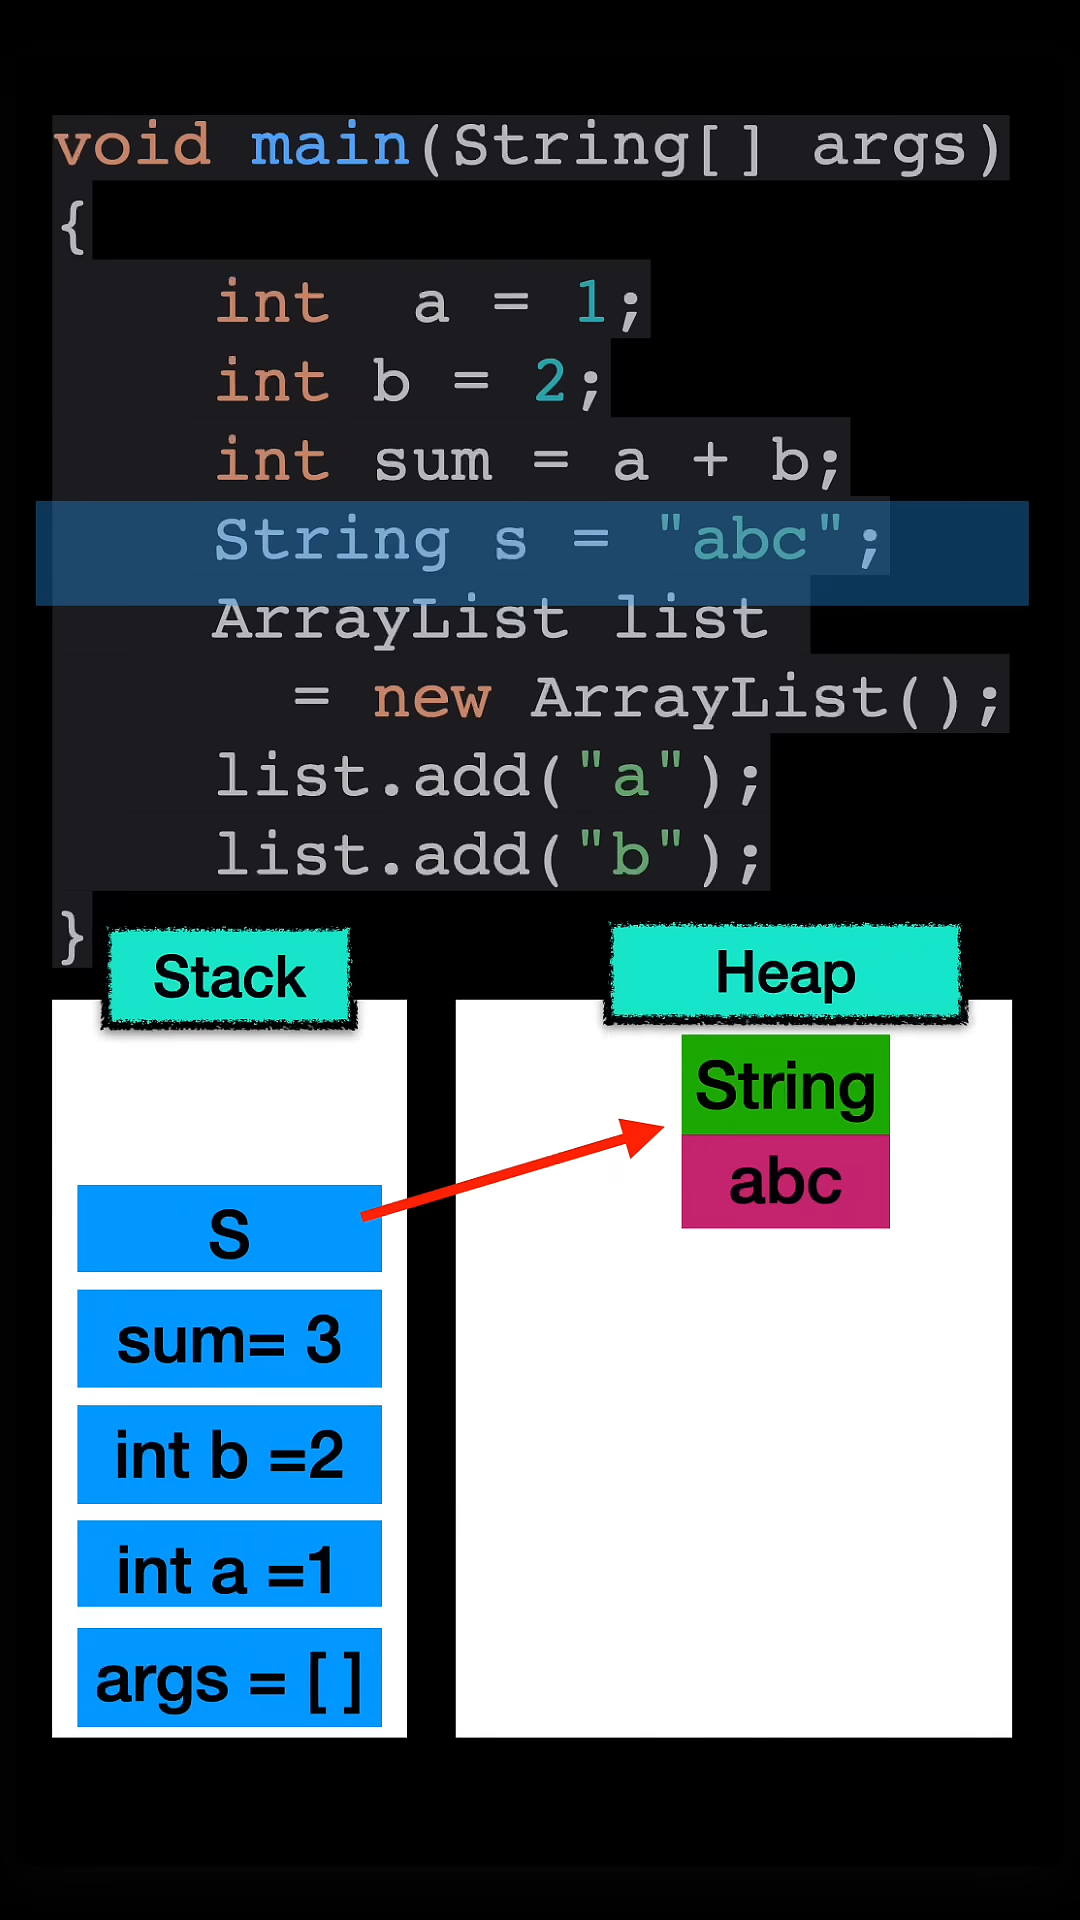 void main(String[] args)
{
int  a = 1;
int b = 2;
int sum = a + b;
String s = "abc";
ArrayList list
= new ArrayList();
list.add("a");
list.add("b");
}
Stack
Heap
String
abc
S
sum= 3
int b =2
int a =1
args = [ ]